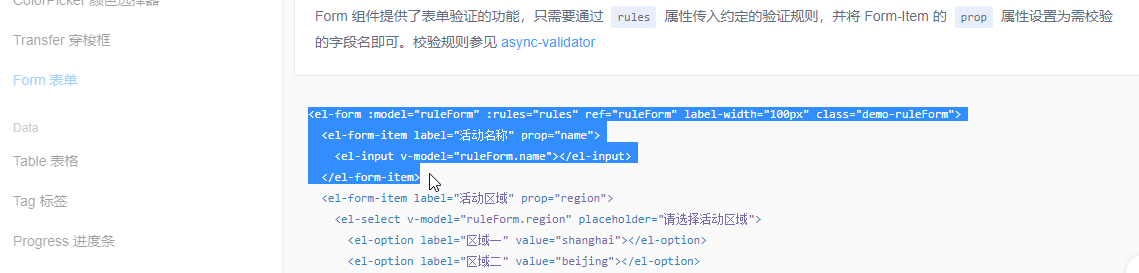 ColorPicker 颜色选择器
Transfer 穿梭框
Form 表单
Data
Table 表格
Tag 标签
Progress 进度条
Form 组件提供了表单验证的功能，只需要通过 rules 属性传入约定的验证规则，并将 Form-Item 的 prop 属性设置为需校验
的字段名即可。校验规则参见 async-validator
<el-form :model="ruleForm" :rules="rules" ref="ruleForm" label-width="100px" class="demo-ruleForm">
<el-form-item label="活动名称" prop="name">
<el-input v-model="ruleForm.name"></el-input>
</el-form-item>
<el-form-item label="活动区域" prop="region">
<el-select v-model="ruleForm.region" placeholder="请选择活动区域">
<el-option label="区域一" value="shanghai"></el-option>
<el-option label="区域二" value="beijing"></el-option>